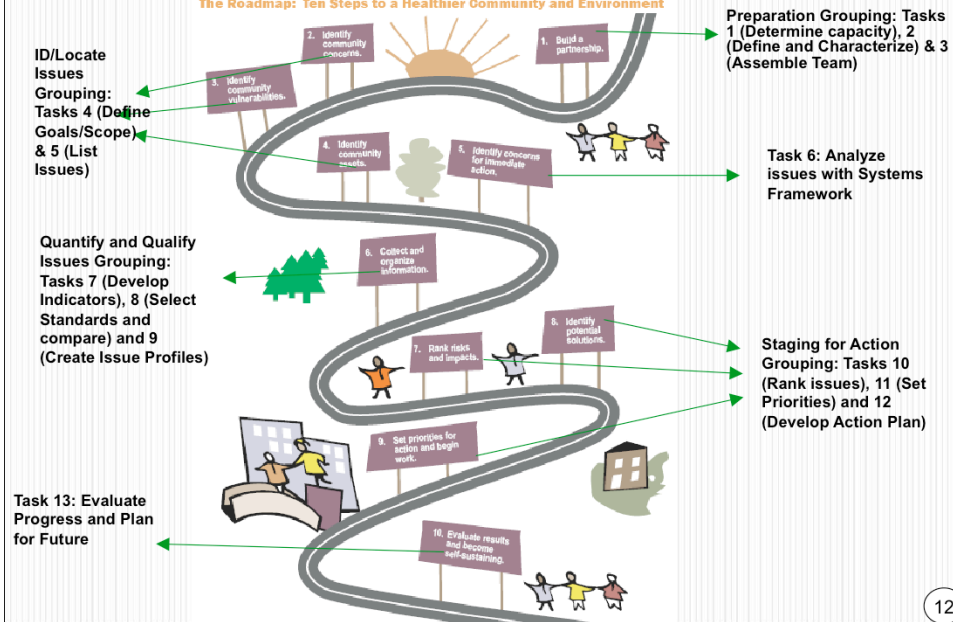 The Roadmap: Ten Steps to a Healthier Community and Environment
Preparation Grouping: Tasks
1 (Determine capacity), 2
(Define and Characterize) & 3
(Assemble Team)
1. Build a
partnership.
2. Identify
community
concerns.
ID/Locate
Issues
Grouping:
Tasks 4 (Define
Goals/Scope)
& 5 (List
Issues)
3. Identify
community
vulnerabilities.
4. Identify
community
assets.
5. Identify concerns
for immediate
action.
Task 6: Analyze
issues with Systems
Framework
Quantify and Qualify
Issues Grouping:
Tasks 7 (Develop
Indicators), 8 (Select
Standards and
compare) and 9
(Create Issue Profiles)
6. Collect and
organize
information.
7. Rank risks
and impacts.
8. Identify
potential
solutions.
Staging for Action
Grouping: Tasks 10
(Rank issues), 11 (Set
Priorities) and 12
(Develop Action Plan)
9. Set priorities for
action and begin
work.
Task 13: Evaluate
Progress and Plan
for Future
10. Evaluate results
and become
self-sustaining.
12